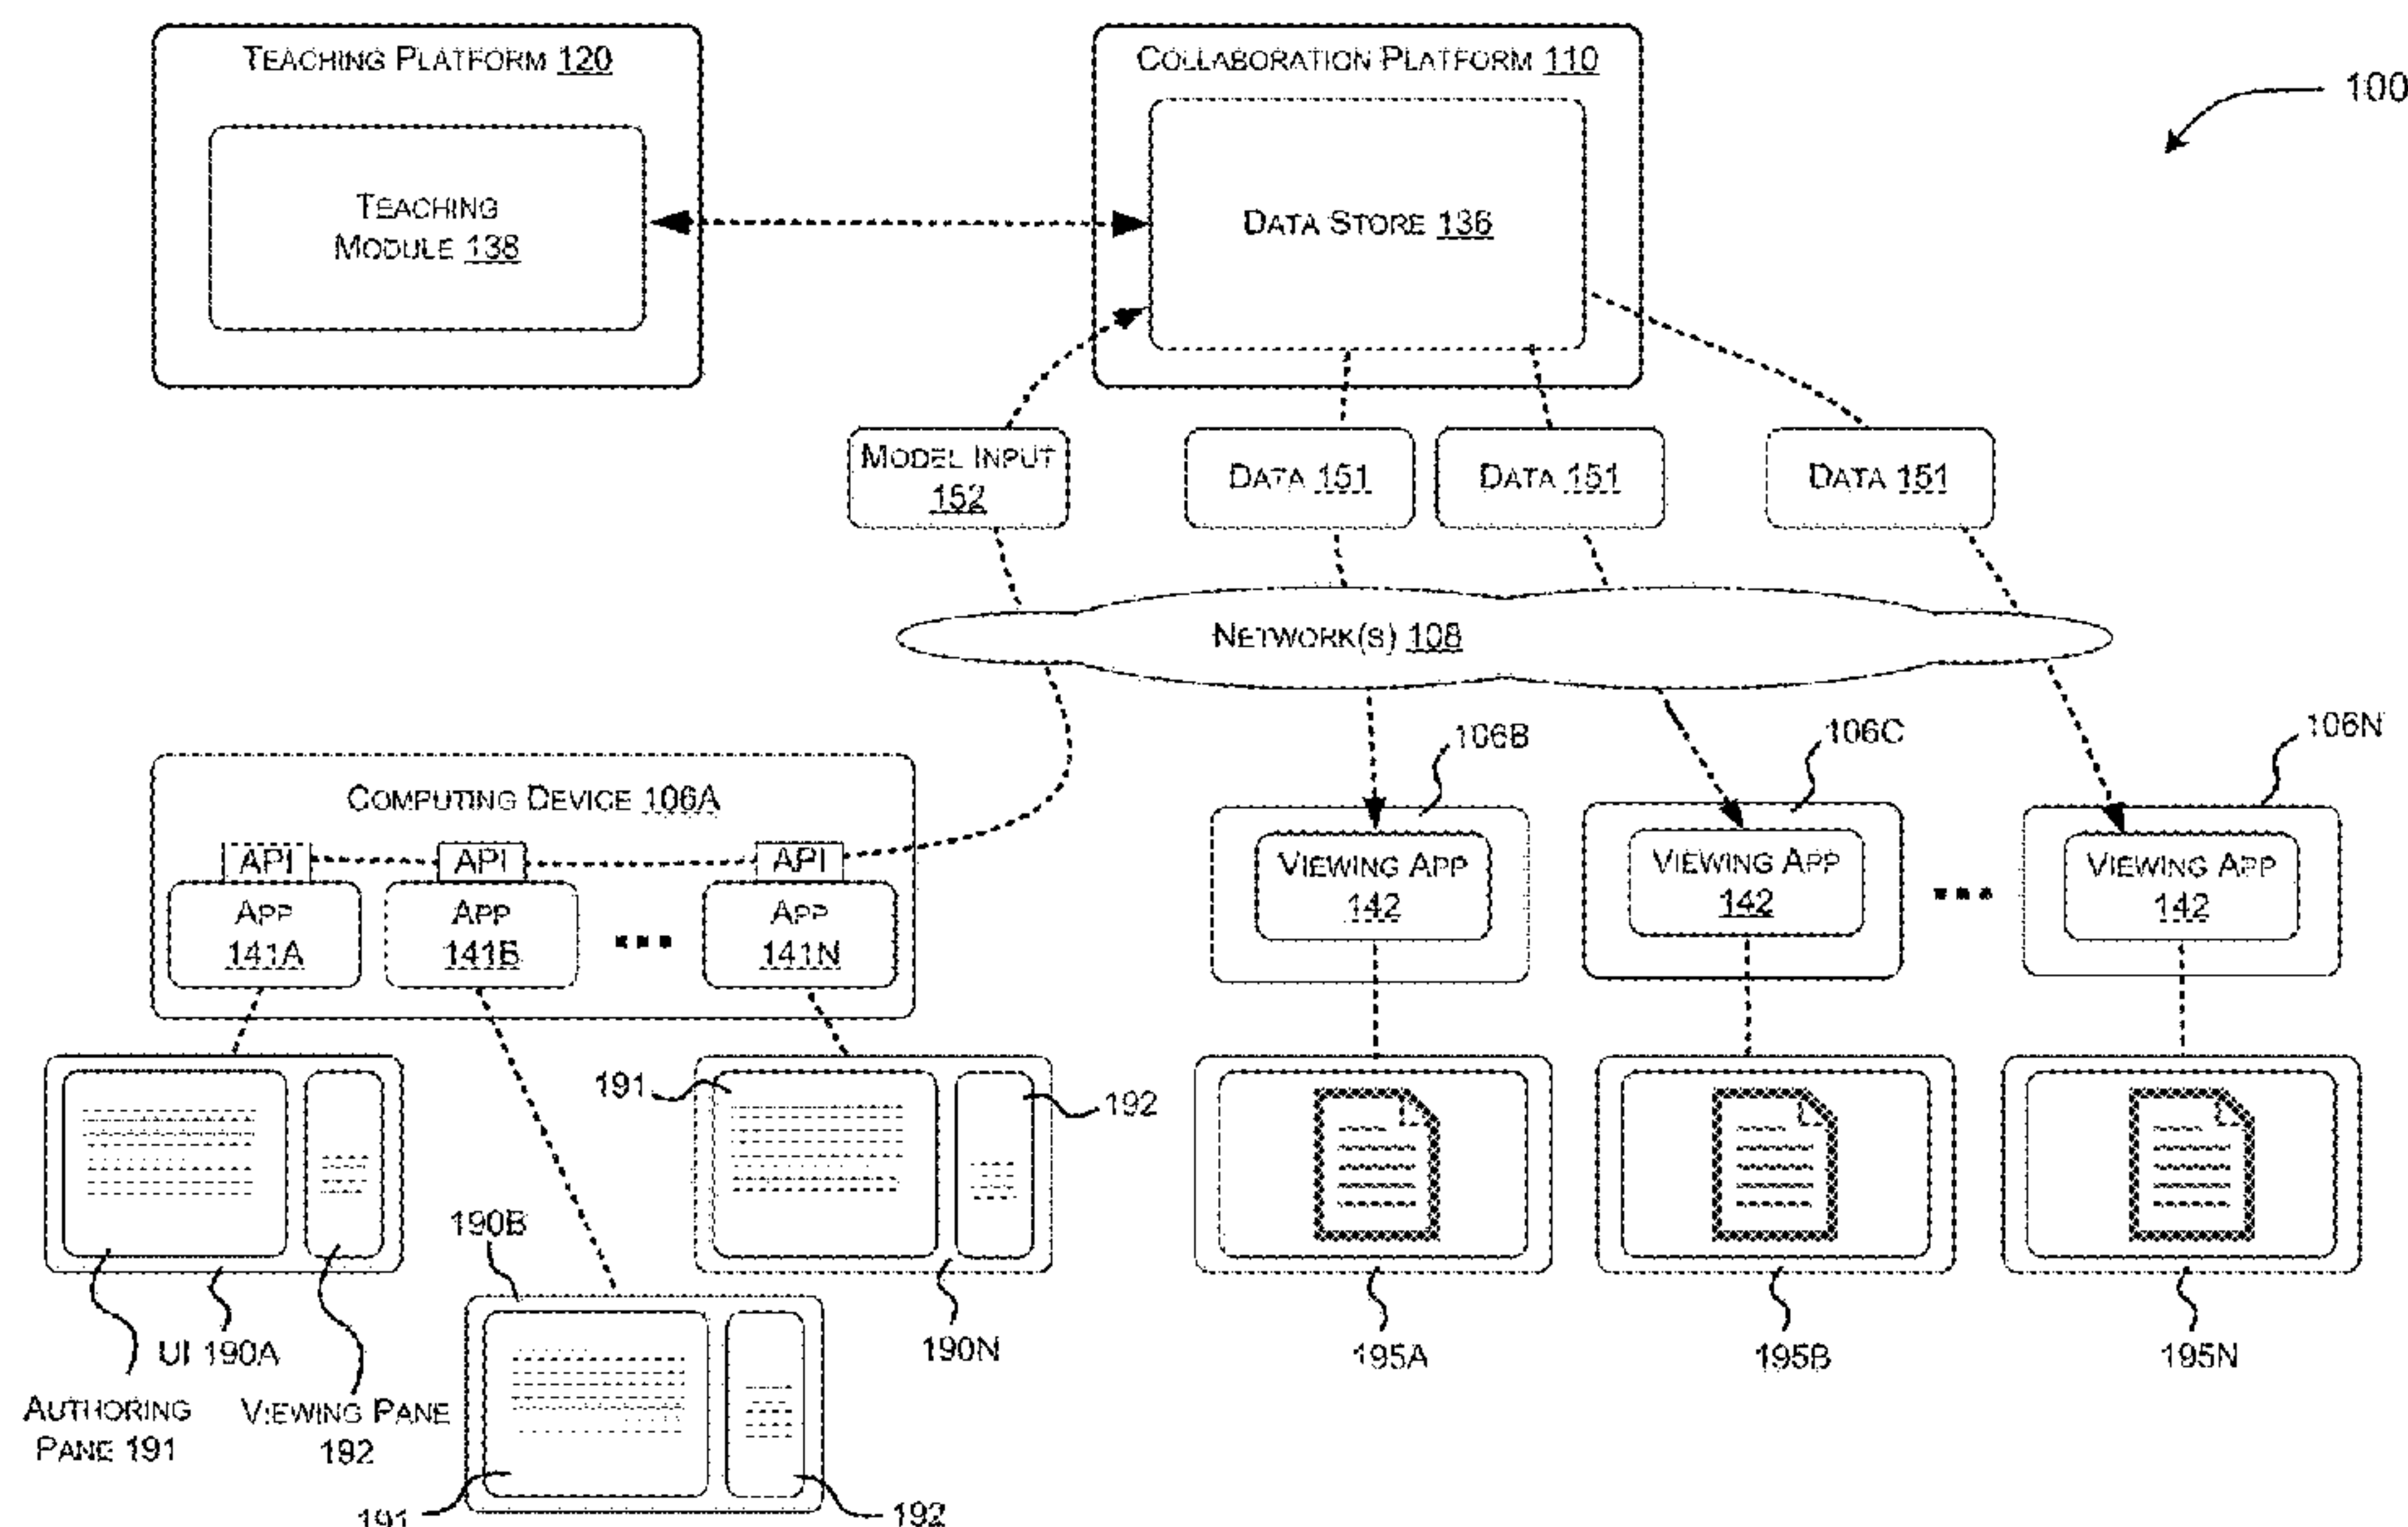 TEACHING PLATFORM 120
COLLABORATION PLATFORM 110
100
TEACHING
MODULE 138
DATA STORE 136
MODEL INPUT
152
DATA 151
DATA 151
DATA 151
NETWORK(S) 108
106B
106C
106N
COMPUTING DEVICE 106A
API
API
API
APP
141A
APP
141B
APP
141N
VIEWING APP
142
VIEWING APP
142
VIEWING APP
142
191
192
190B
UI 190A
190N
195A
195B
195N
AUTHORING
PANE 191
VIEWING PANE
192
191
192